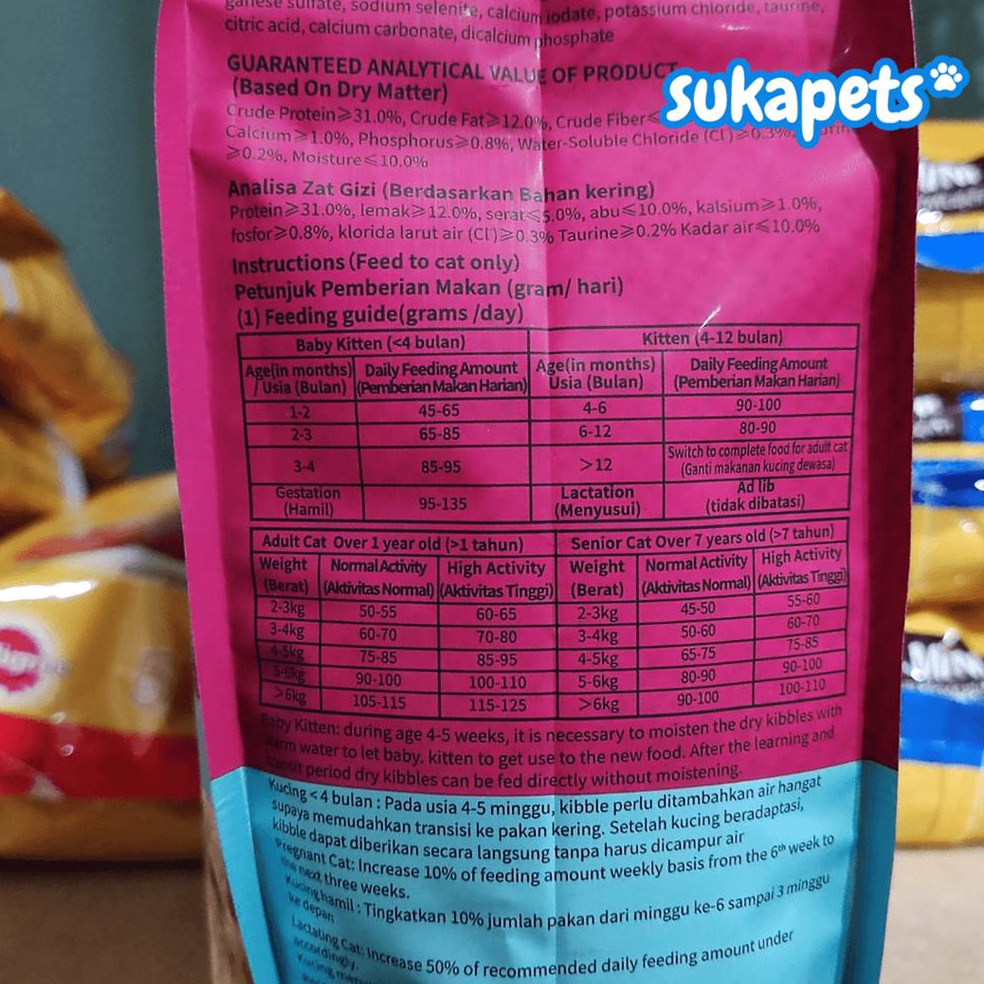 sulfate, sodium selenite, calcium iodate, potassium chloride, taurine,
citric acid, calcium carbonate, dicalcium phosphate
sukapets
GUARANTEED ANALYTICAL VALUE OF PRODUCT
(Based On Dry Matter)
Crude Protein≥31.0%, Crude Fat≥12.0%, Crude Fiber≤
Calcium≥1.0%, Phosphorus≥0.8%, Water-Soluble Chloride (Cl⁻)≥0.3%,
≥0.2%, Moisture≤10.0%
Analisa Zat Gizi (Berdasarkan Bahan kering)
Protein≥31.0%, lemak≥12.0%, serat≤5.0%, abu≤10.0%, kalsium≥1.0%,
fosfor≥0.8%, klorida larut air (Cl⁻)≥0.3% Taurine≥0.2% Kadar air≤10.0%
Instructions (Feed to cat only)
Petunjuk Pemberian Makan (gram/ hari)
(1) Feeding guide(grams /day)
Baby Kitten (<4 bulan) Kitten (4-12 bulan)
Age(in months) Daily Feeding Amount Age(in months) Daily Feeding Amount
/ Usia (Bulan) (Pemberian Makan Harian) Usia (Bulan) (Pemberian Makan Harian)
1-2 45-65 4-6 90-100
2-3 65-85 6-12 80-90
3-4 85-95 >12 Switch to complete food for adult cat
(Ganti makanan kucing dewasa)
Gestation 95-135 Lactation Ad lib
(Hamil) (Menyusui) (tidak dibatasi)
Adult Cat Over 1 year old (>1 tahun) Senior Cat Over 7 years old (>7 tahun)
Weight Normal Activity High Activity Weight Normal Activity High Activity
(Berat) (Aktivitas Normal) (Aktivitas Tinggi) (Berat) (Aktivitas Normal) (Aktivitas Tinggi)
2-3kg 50-55 60-65 2-3kg 45-50 55-60
3-4kg 60-70 70-80 3-4kg 50-60 60-70
4-5kg 75-85 85-95 4-5kg 65-75 75-85
5-6kg 90-100 100-110 5-6kg 80-90 90-100
>6kg 105-115 115-125 >6kg 90-100 100-110
Baby Kitten: during age 4-5 weeks, it is necessary to moisten the dry kibbles with
warm water to let baby. kitten to get use to the new food. After the learning and
period dry kibbles can be fed directly without moistening.
Kucing <4 bulan : Pada usia 4-5 minggu, kibble perlu ditambahkan air hangat
supaya memudahkan transisi ke pakan kering. Setelah kucing beradaptasi,
kibble dapat diberikan secara langsung tanpa harus dicampur air
Pregnant Cat: Increase 10% of feeding amount weekly basis from the 6th week to
the next three weeks.
Kucing hamil : Tingkatkan 10% jumlah pakan dari minggu ke-6 sampai 3 minggu
ke depan
Lactating Cat: Increase 50% of recommended daily feeding amount under
accordingly.
Kucing